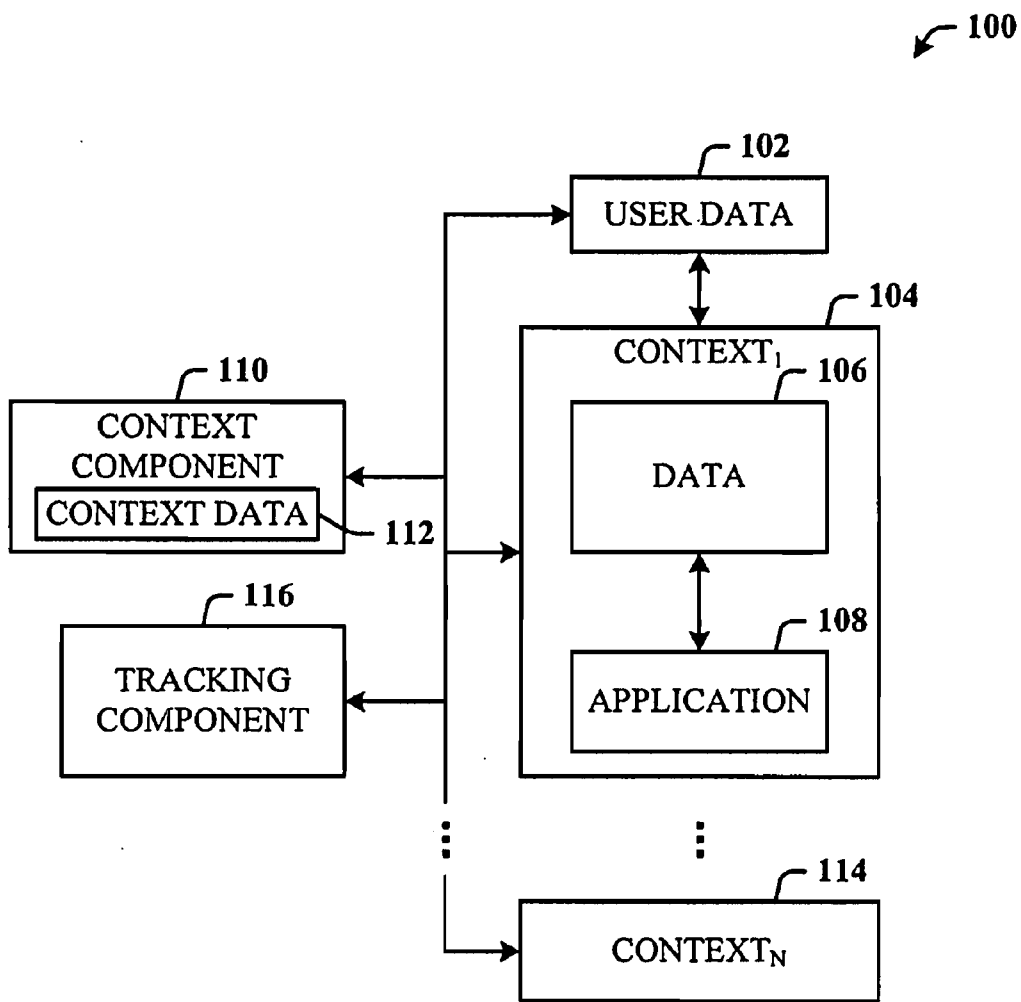 100
102
USER DATA
104
CONTEXT1
106
DATA
108
APPLICATION
110
CONTEXT
COMPONENT
CONTEXT DATA
112
116
TRACKING
COMPONENT
114
CONTEXTN